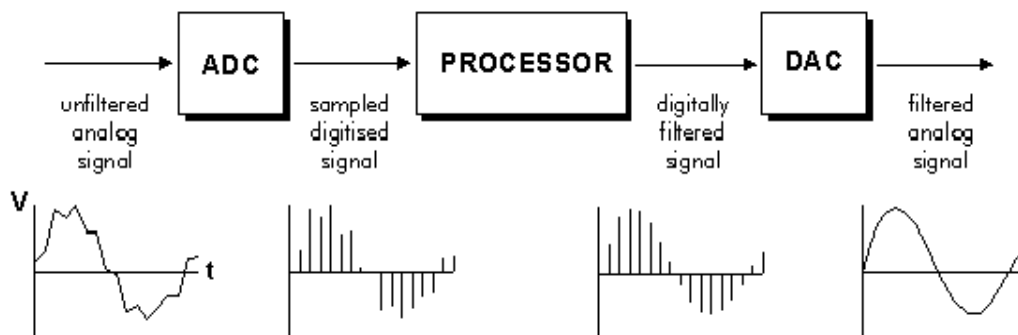 ADC
PROCESSOR
DAC
unfiltered
analog
signal
sampled
digitised
signal
digitally
filtered
signal
filtered
analog
signal
V
t